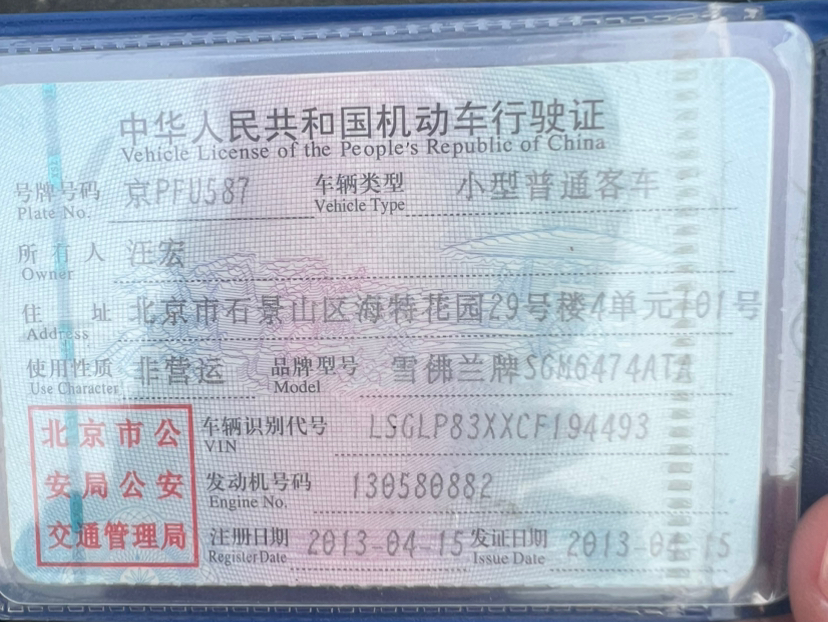 中华人民共和国机动车行驶证
Vehicle License of the People's Republic of China
号牌号码 京PFU587 车辆类型 小型普通客车
Plate No. Vehicle Type
所有人 汪宏
Owner
住址 北京市石景山区海特花园29号楼4单元101号
Address
使用性质 非营运 品牌型号 雪佛兰牌SGM6474ATA
Use Character Model
北京市公
安局公安
交通管理局
车辆识别代号 LSGLP83XXCF194493
VIN
发动机号码 130580882
Engine No.
注册日期 2013-04-15 发证日期 2013-04-15
Register Date Issue Date